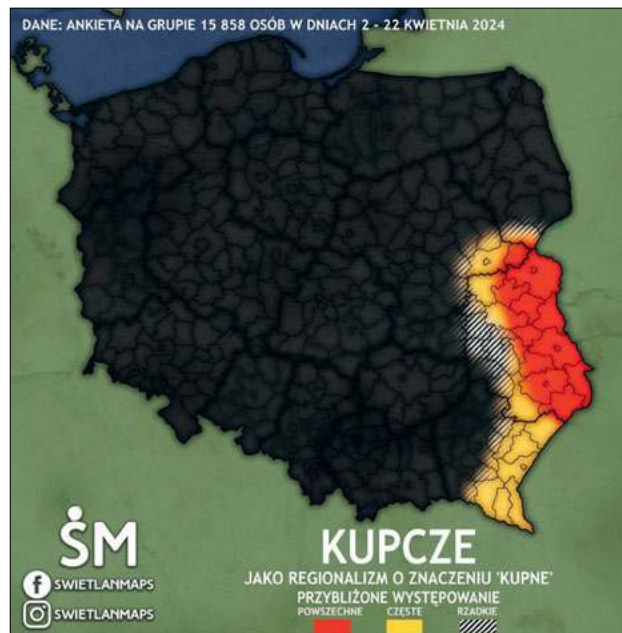 DANE: ANKIETA NA GRUPIE 15 858 OSÓB W DNIACH 2 - 22 KWIETNIA 2024
ŚM
SWIETLANMAPS
SWIETLANMAPS
KUPCZE
JAKO REGIONALIZM O ZNACZENIU 'KUPNE'
PRZYBLIŻONE WYSTĘPOWANIE
POWSZECHNE CZĘSTE RZADKIE